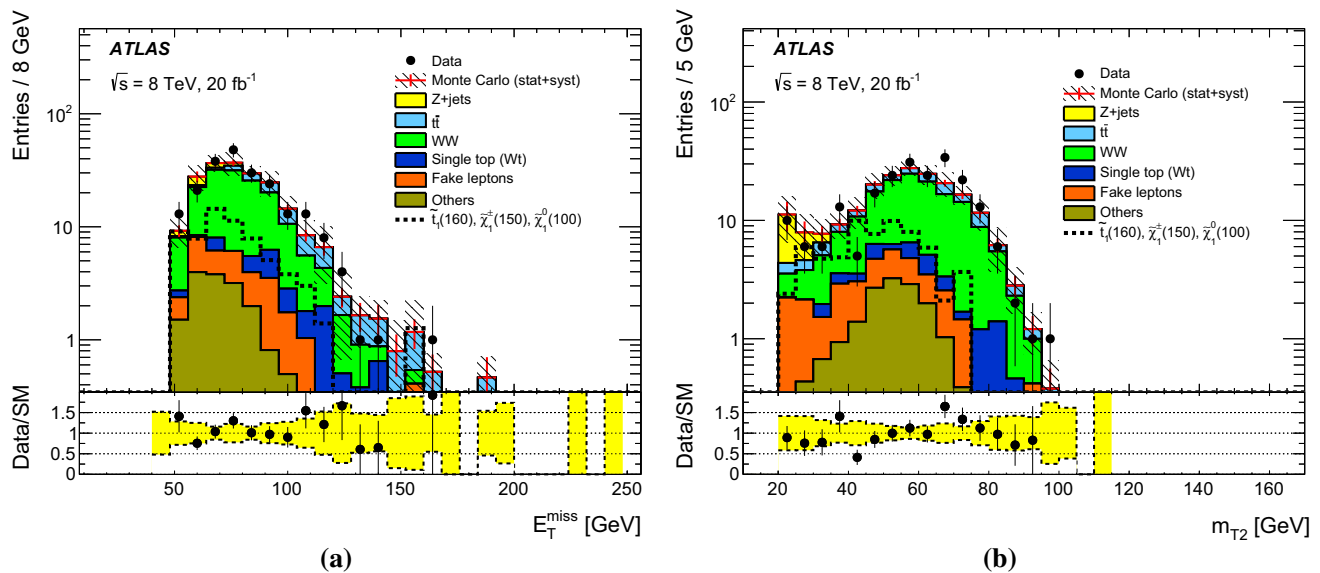 Entries / 8 GeV
10²
10
1
ATLAS
√s = 8 TeV, 20 fb⁻¹
Data
Monte Carlo (stat+syst)
Z+jets
tt̄
WW
Single top (Wt)
Fake leptons
Others
t̃₁(160), χ̃₁±(150), χ̃₁⁰(100)
Data/SM
1.5
1
0.5
0
50 100 150 200 250
E_T^miss [GeV]
(a)
Entries / 5 GeV
10²
10
1
ATLAS
√s = 8 TeV, 20 fb⁻¹
Data
Monte Carlo (stat+syst)
Z+jets
tt̄
WW
Single top (Wt)
Fake leptons
Others
t̃₁(160), χ̃₁±(150), χ̃₁⁰(100)
Data/SM
1.5
1
0.5
0
20 40 60 80 100 120 140 160
m_T2 [GeV]
(b)